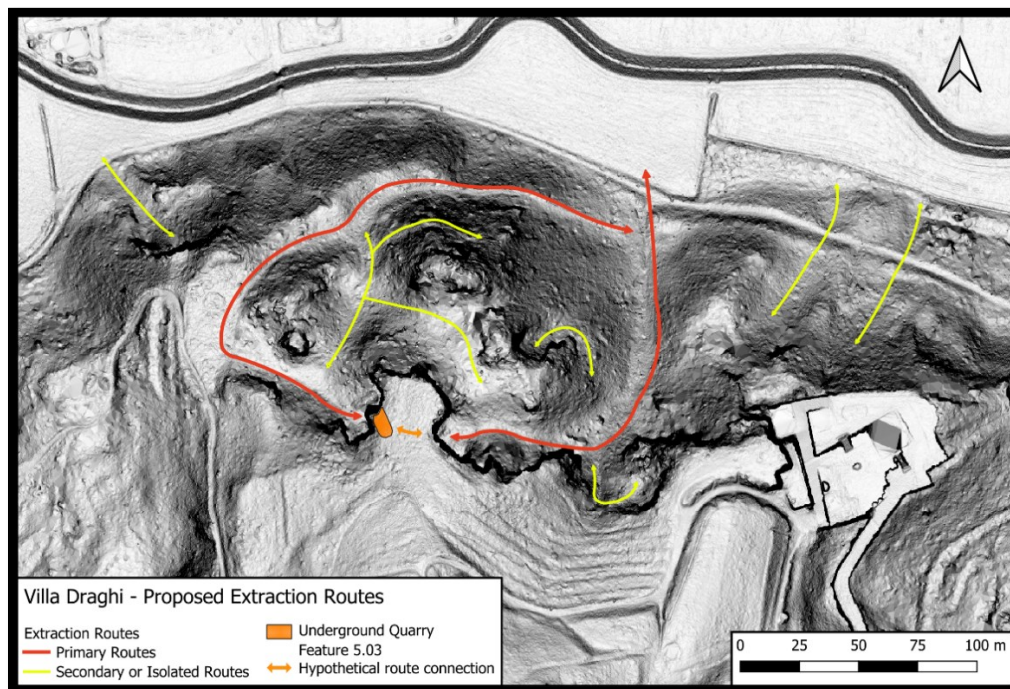 Villa Draghi - Proposed Extraction Routes
Extraction Routes
Primary Routes
Secondary or Isolated Routes
Underground Quarry
Feature 5.03
Hypothetical route connection
0 25 50 75 100 m